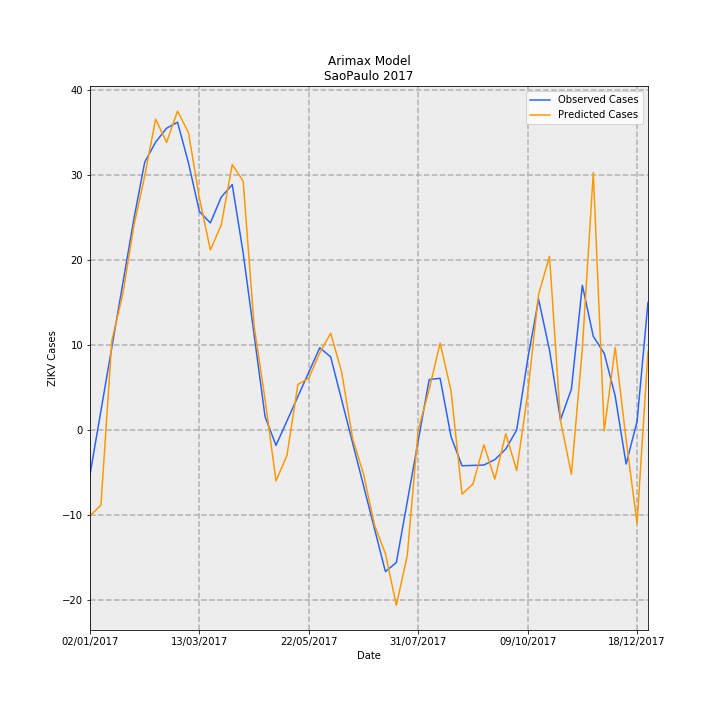 Arimax Model
SaoPaulo 2017
Observed Cases
Predicted Cases
40
30
20
10
0
−10
−20
ZIKV Cases
02/01/2017
13/03/2017
22/05/2017
31/07/2017
09/10/2017
18/12/2017
Date